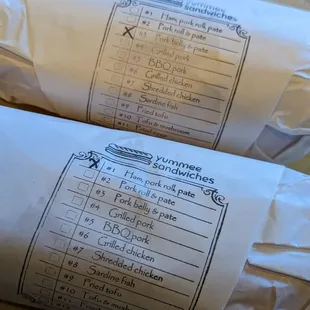 yummee
sandwiches
#1 Ham, pork roll, pate
#2 Pork roll & pate
#3 Pork belly & pate
#4 Grilled pork
#5 BBQ pork
#6 Grilled chicken
#7 Shredded chicken
#8 Sardine fish
#9 Fried tofu
#10 Tofu & mushroom
yummee
sandwiches
#1 Ham, pork roll, pate
#2 Pork roll & pate
#3 Pork belly & pate
#4 Grilled pork
#5 BBQ pork
#6 Grilled chicken
#7 Shredded chicken
#8 Sardine fish
#9 Fried tofu
#10 Tofu &